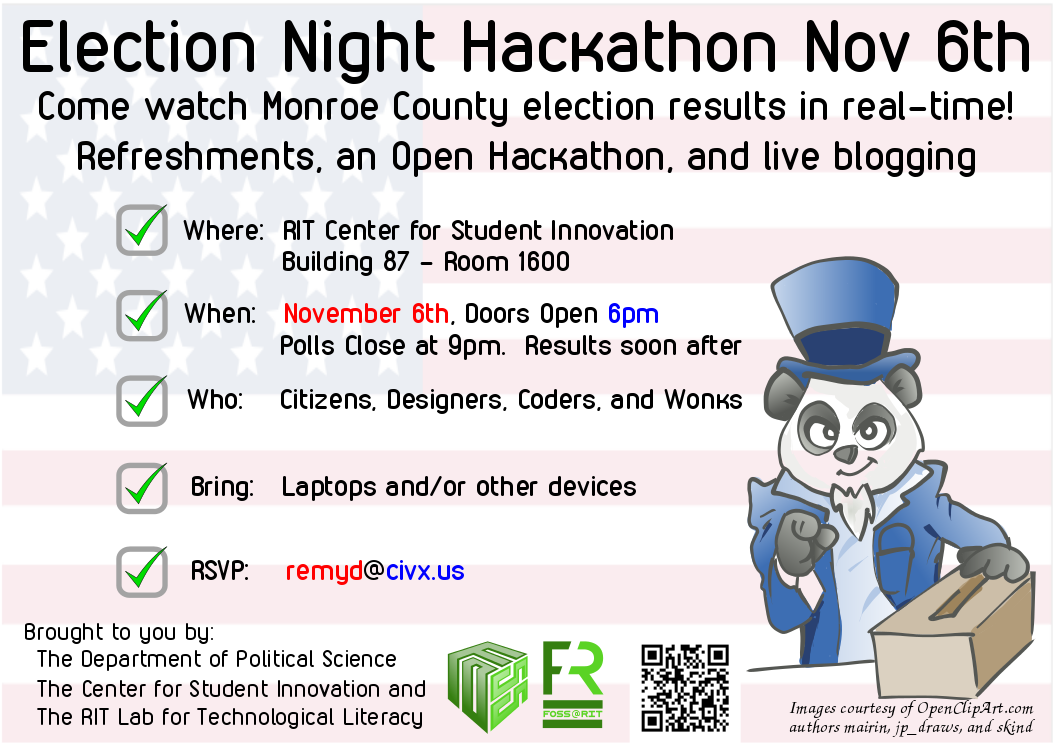 Election Night Hackathon Nov 6th
Come watch Monroe County election results in real-time!
Refreshments, an Open Hackathon, and live blogging
Where: RIT Center for Student Innovation
Building 87 - Room 1600
When: November 6th, Doors Open 6pm
Polls Close at 9pm. Results soon after
Who: Citizens, Designers, Coders, and Wonks
Bring: Laptops and/or other devices
RSVP: remyd@civx.us
Brought to you by:
The Department of Political Science
The Center for Student Innovation and
The RIT Lab for Technological Literacy
FR
FOSS@RIT
Images courtesy of OpenClipArt.com
authors mairin, jp_draws, and skind